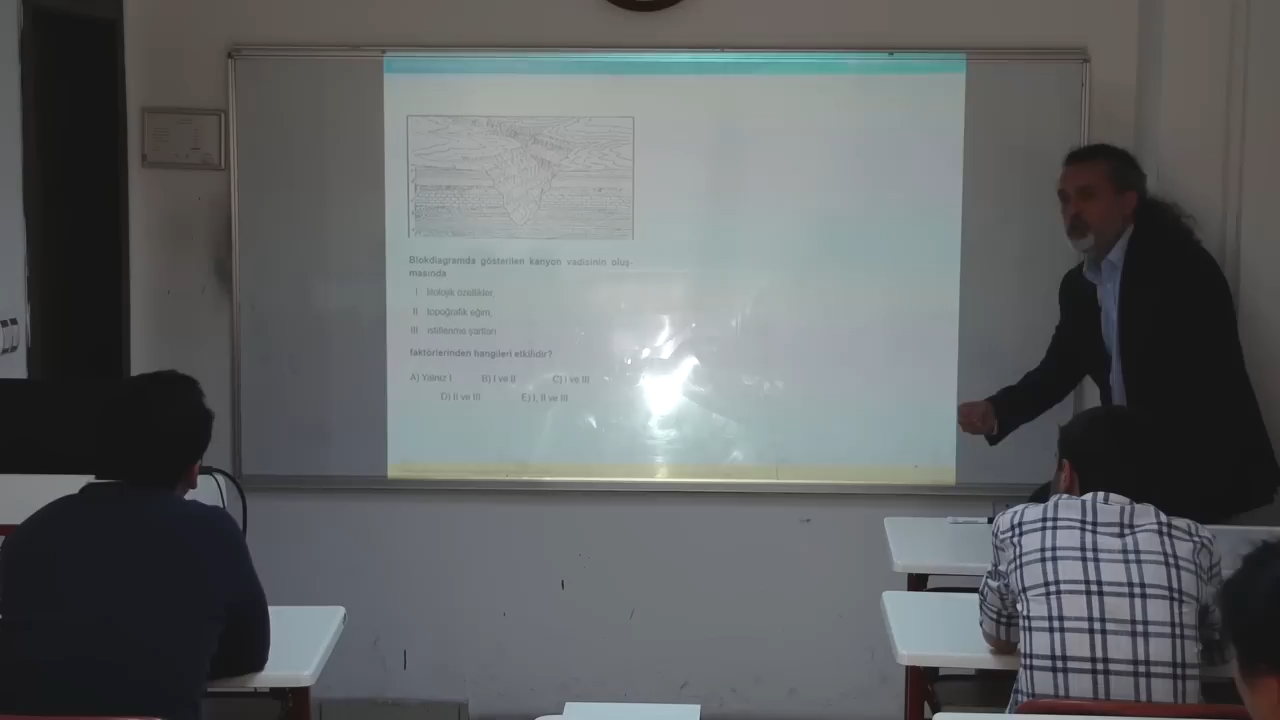 Blokdiagramda gösterilen kanyon vadisinin oluş-
masında
I litolojik özellikler,
II topoğrafik eğim,
III istiflenme şartları
faktörlerinden hangileri etkilidir?
A) Yalnız I B) I ve II C) I ve III
D) II ve III E) I, II ve III